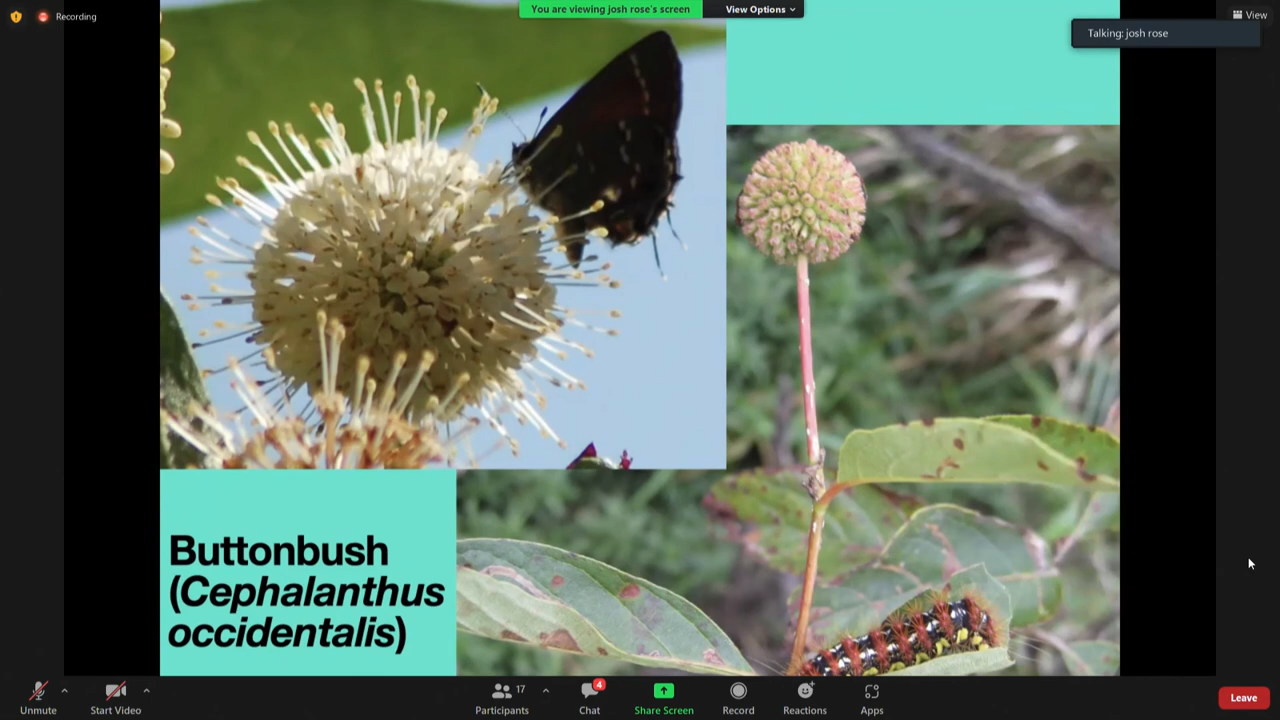 Recording
You are viewing josh rose's screen
View Options
View
Talking: josh rose
Buttonbush
(Cephalanthus
occidentalis)
Unmute
Start Video
17
Participants
4
Chat
Share Screen
Record
Reactions
Apps
Leave